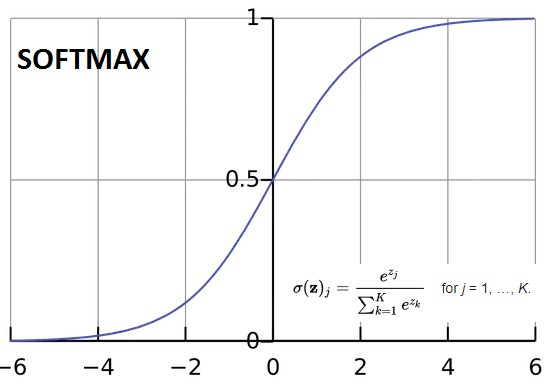 1
SOFTMAX
0.5
σ(z)_j = e^{z_j} / ∑_{k=1}^{K} e^{z_k} for j = 1, ..., K.
0
−6 −4 −2 0 2 4 6